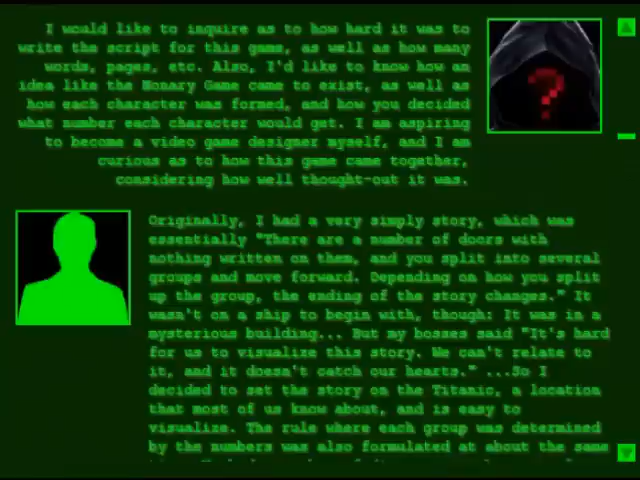 I would like to inquire as to how hard it was to
write the script for this game, as well as how many
words, pages, etc. Also, I'd like to know how an
idea like the Nonary Game came to exist, as well as
how each character was formed, and how you decided
what number each character would get. I am aspiring
to become a video game designer myself, and I am
curious as to how this game came together,
considering how well thought-out it was.
Originally, I had a very simply story, which was
essentially "There are a number of doors with
nothing written on them, and you split into several
groups and move forward. Depending on how you split
up the group, the ending of the story changes." It
wasn't on a ship to begin with, though: It was in a
mysterious building... But my bosses said "It's hard
for us to visualize this story. We can't relate to
it, and it doesn't catch our hearts." ...So I
decided to set the story on the Titanic, a location
that most of us know about, and is easy to
visualize. The rule where each group was determined
by the numbers was also formulated at about the same